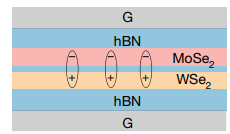 G
hBN
− − −
MoSe₂
+ + +
WSe₂
hBN
G